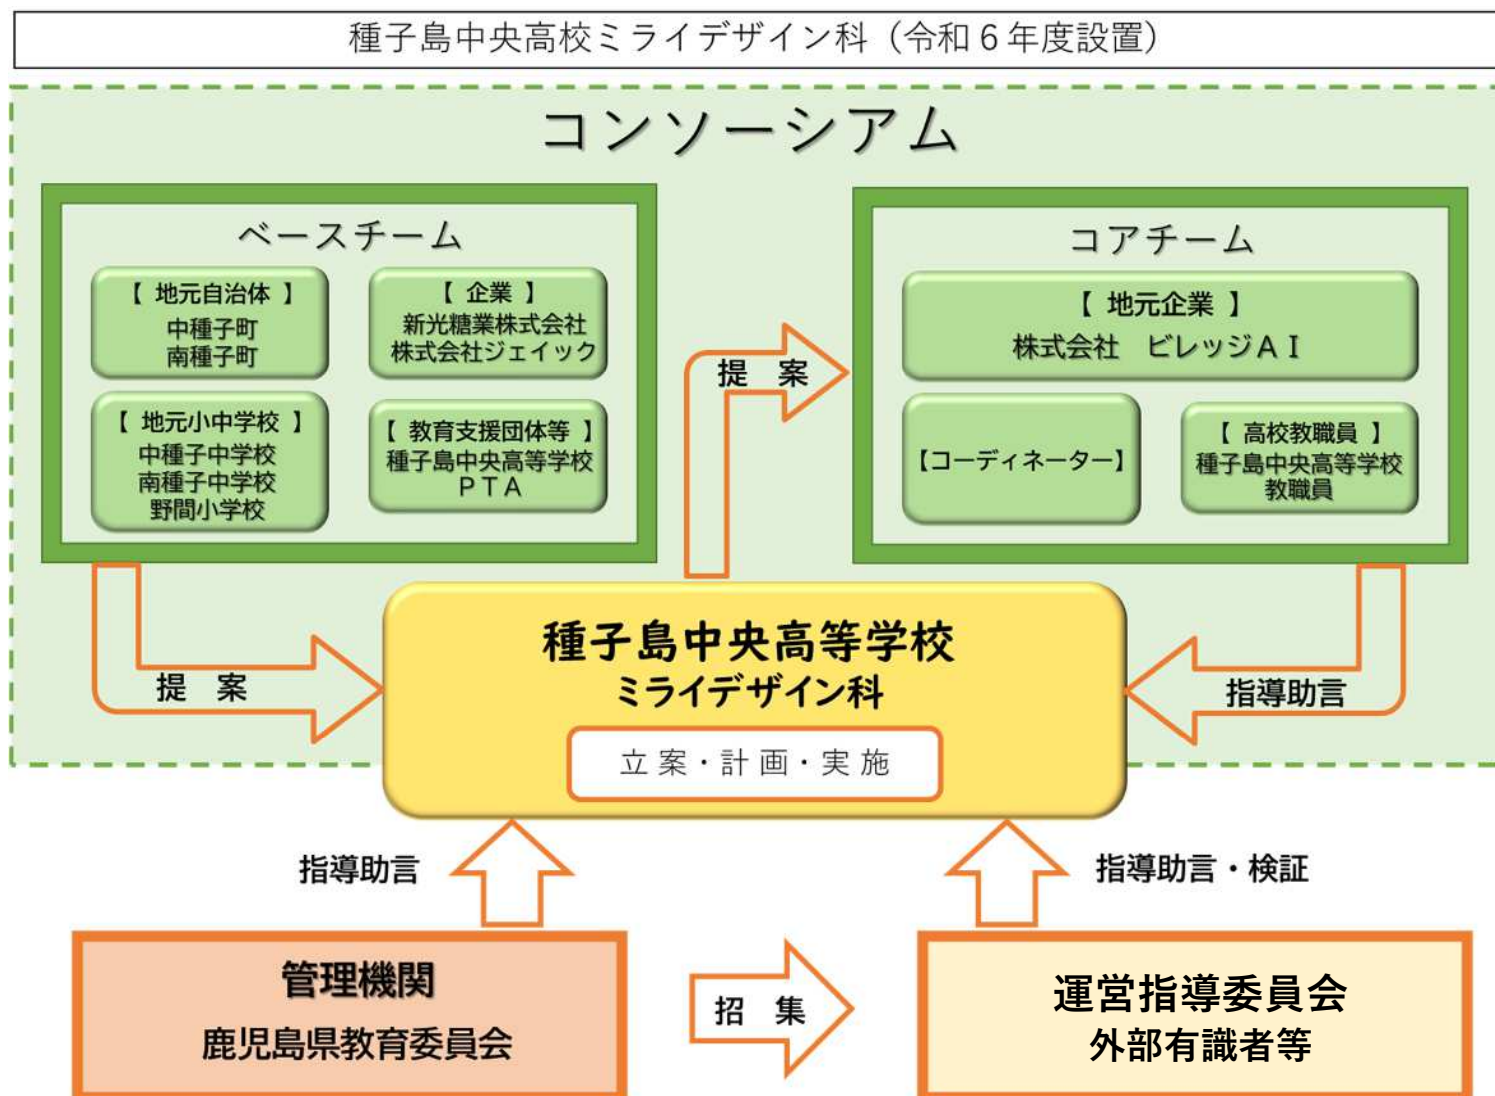 種子島中央高校ミライデザイン科（令和６年度設置）
コンソーシアム
ベースチーム
【 地元自治体 】
中種子町
南種子町
【 企業 】
新光糖業株式会社
株式会社ジェイック
【 地元小中学校 】
中種子中学校
南種子中学校
野間小学校
【 教育支援団体等 】
種子島中央高等学校
ＰＴＡ
提　案
コアチーム
【 地元企業 】
株式会社　ビレッジＡＩ
【コーディネーター】
【 高校教職員 】
種子島中央高等学校
教職員
提　案
種子島中央高等学校
ミライデザイン科
立案・計画・実施
指導助言
指導助言
指導助言・検証
管理機関
鹿児島県教育委員会
招　集
運営指導委員会
外部有識者等